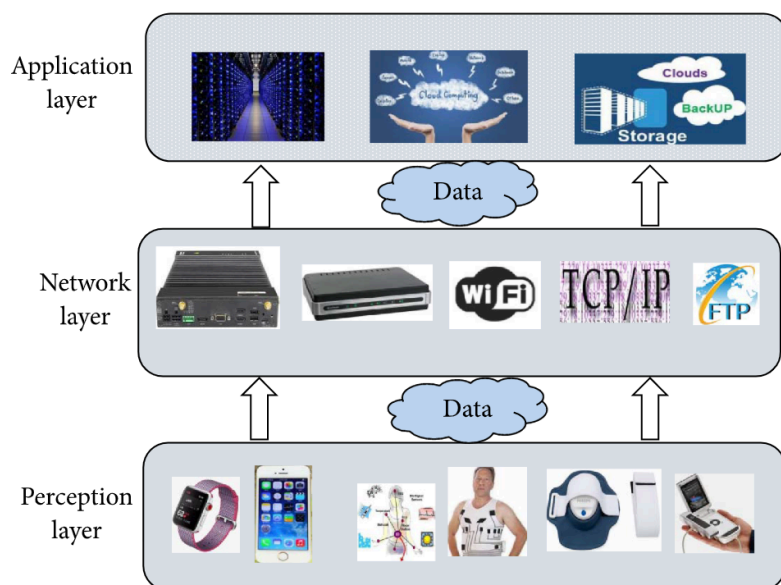 Application
layer
Cloud Computing
Clouds
BackUP
Storage
Data
Network
layer
WiFi
TCP/IP
FTP
Data
Perception
layer